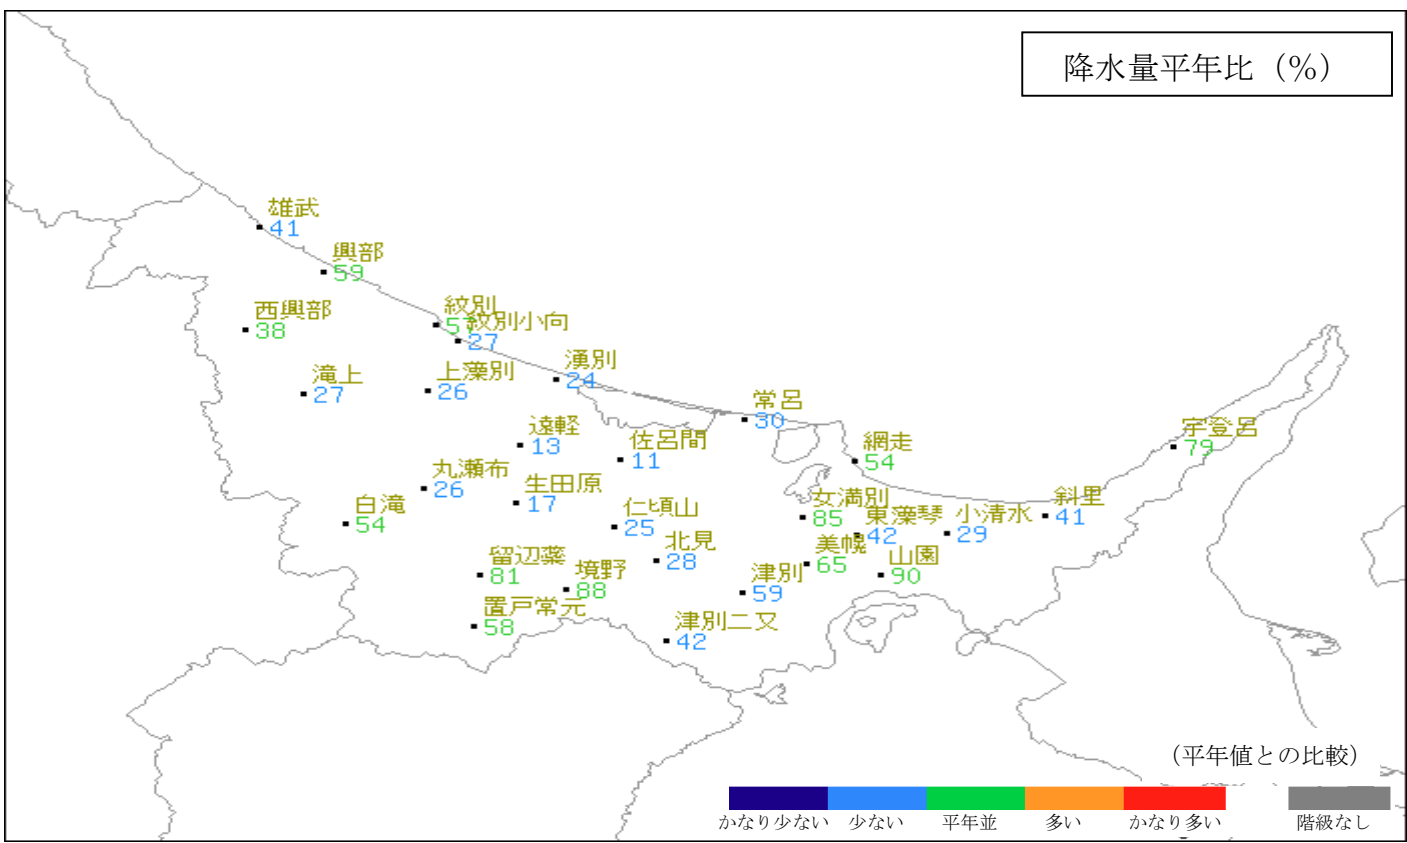 降水量平年比（％）
雄武
41
興部
59
西興部
38
紋別
57
紋別小向
27
滝上
27
上藻別
26
湧別
24
常呂
30
遠軽
13
佐呂間
11
網走
54
宇登呂
79
丸瀬布
26
生田原
17
白滝
54
仁頃山
25
女満別
85
東藻琴
42
小清水
29
斜里
41
北見
28
美幌
65
山園
90
留辺蘂
81
境野
88
津別
59
置戸常元
58
津別二又
42
（平年値との比較）
かなり少ない 少ない 平年並 多い かなり多い 階級なし